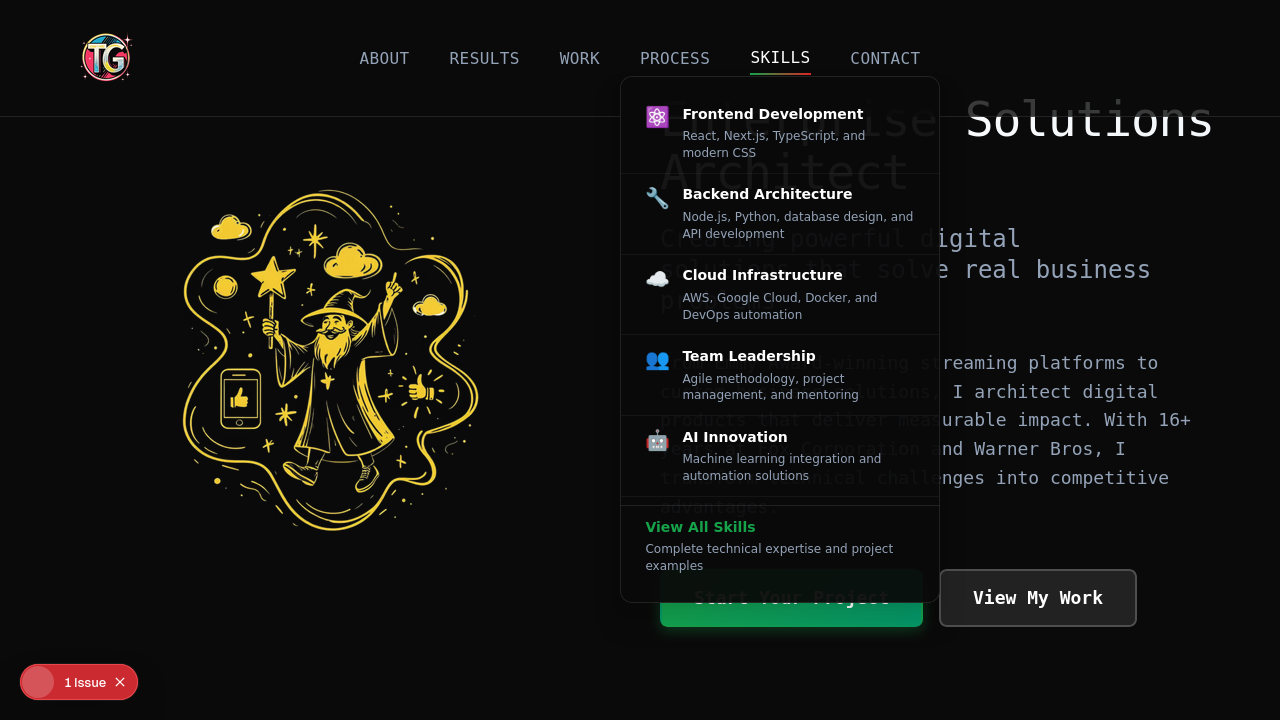 TG
ABOUT RESULTS WORK PROCESS SKILLS CONTACT
Enterprise Solutions
Architect
Creating powerful digital
solutions that solve real business
Frontend Development
React, Next.js, TypeScript, and
modern CSS
Backend Architecture
Node.js, Python, database design, and
API development
Cloud Infrastructure
AWS, Google Cloud, Docker, and
DevOps automation
Team Leadership
Agile methodology, project
management, and mentoring
AI Innovation
Machine learning integration and
automation solutions
View All Skills
Complete technical expertise and project
examples
streaming platforms to
I architect digital
products that deliver measurable impact. With 16+
and Warner Bros, I
challenges into competitive
advantages.
Start Your Project
View My Work
1 Issue